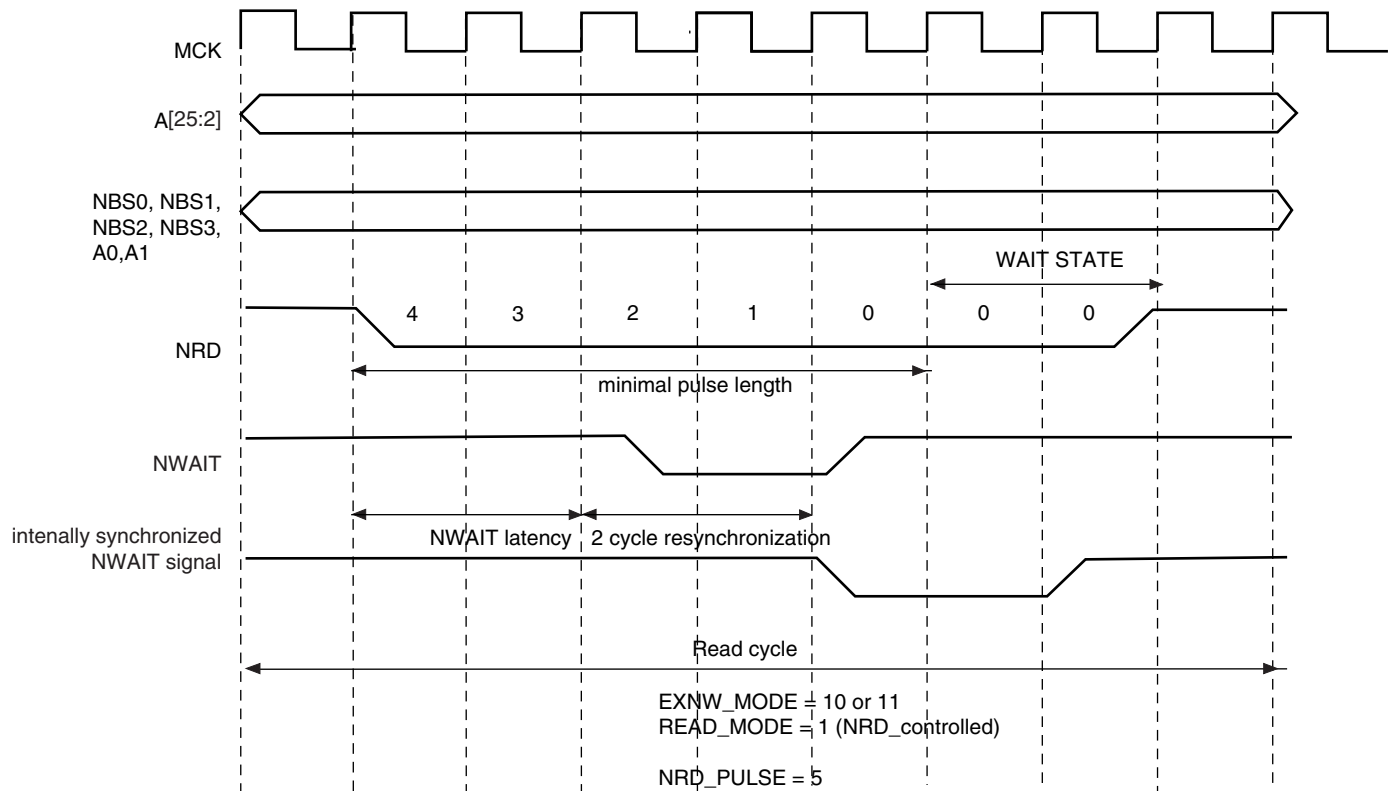 MCK
A[25:2]
NBS0, NBS1,
NBS2, NBS3,
A0,A1
WAIT STATE
4 3 2 1 0 0 0
NRD
minimal pulse length
NWAIT
intenally synchronized
NWAIT signal
NWAIT latency 2 cycle resynchronization
Read cycle
EXNW_MODE = 10 or 11
READ_MODE = 1 (NRD_controlled)
NRD_PULSE = 5